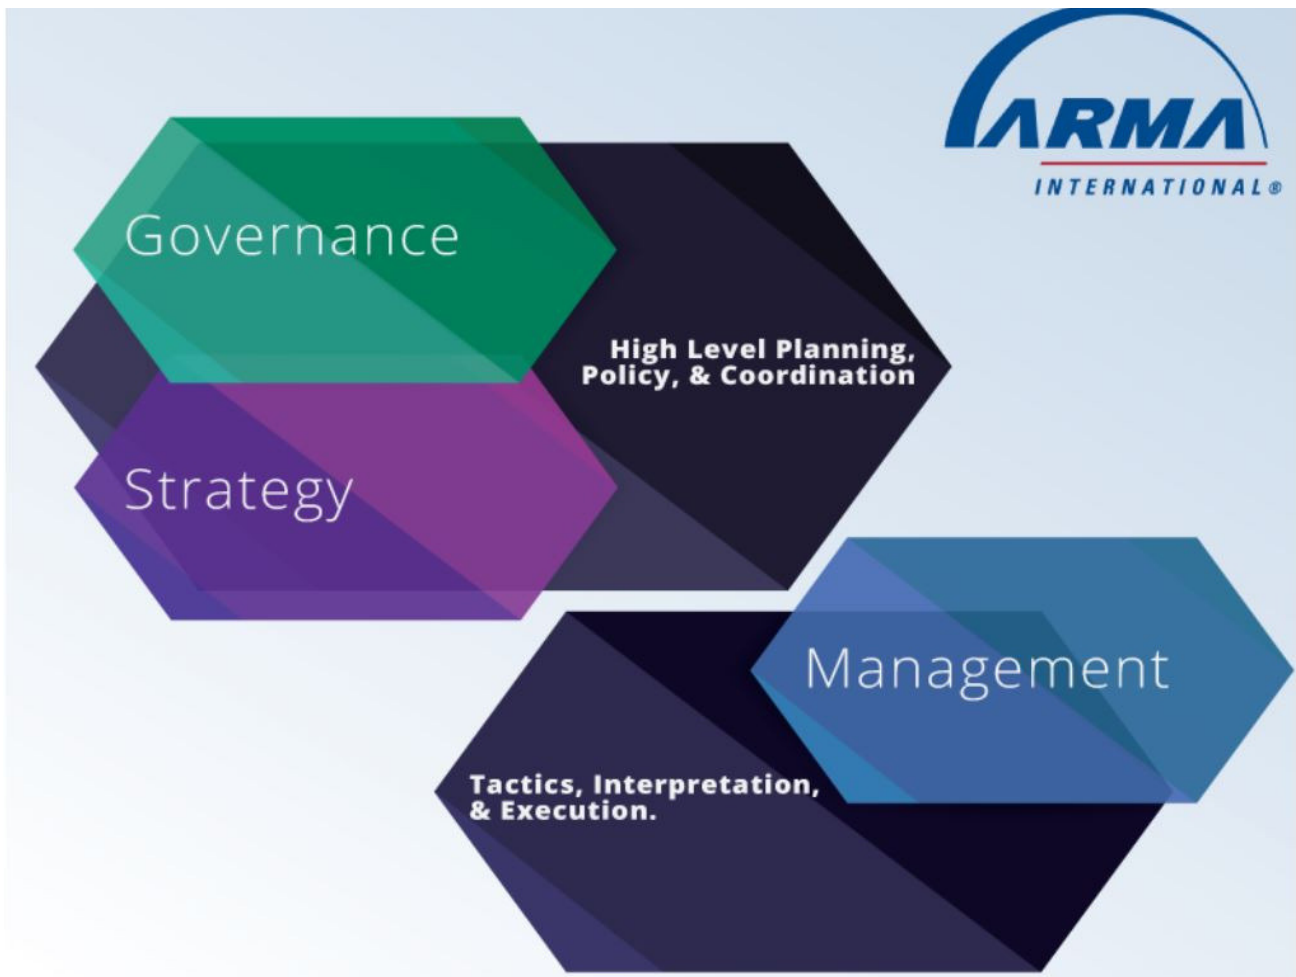 ARMA
INTERNATIONAL®
Governance
High Level Planning,
Policy, & Coordination
Strategy
Management
Tactics, Interpretation,
& Execution.